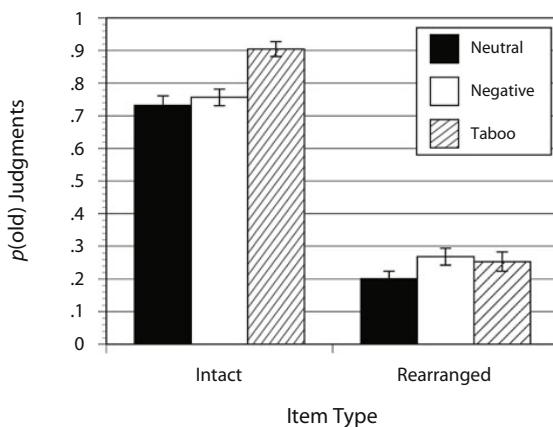 1
.9
.8
.7
.6
.5
.4
.3
.2
.1
0
p(old) Judgments
Neutral
Negative
Taboo
Intact Rearranged
Item Type